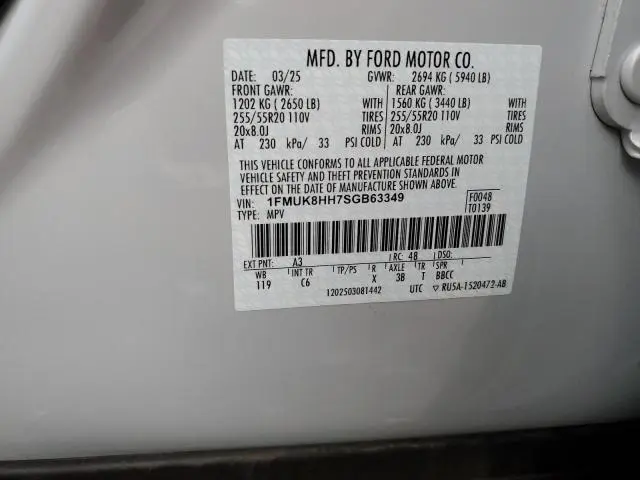 MFD. BY FORD MOTOR CO.
DATE: 03/25 GVWR: 2694 KG ( 5940 LB)
FRONT GAWR: REAR GAWR:
1202 KG ( 2650 LB) WITH 1560 KG ( 3440 LB) WITH
255/55R20 110V TIRES 255/55R20 110V TIRES
20x8.0J RIMS 20x8.0J RIMS
AT 230 kPa/ 33 PSI COLD AT 230 kPa/ 33 PSI COLD
THIS VEHICLE CONFORMS TO ALL APPLICABLE FEDERAL MOTOR
VEHICLE SAFETY AND THEFT PREVENTION STANDARDS IN
EFFECT ON THE DATE OF MANUFACTURE SHOWN ABOVE.
VIN: 1FMUK8HH7SGB63349 F0048
TYPE: MPV T0139
EXT PNT: A3 RC: 48 DSO:
WB INT TR TP/PS R AXLE T SPR
119 C6 X 3B T BBCC
1202503081442 UTC ▽ RU5A-1520472-AB